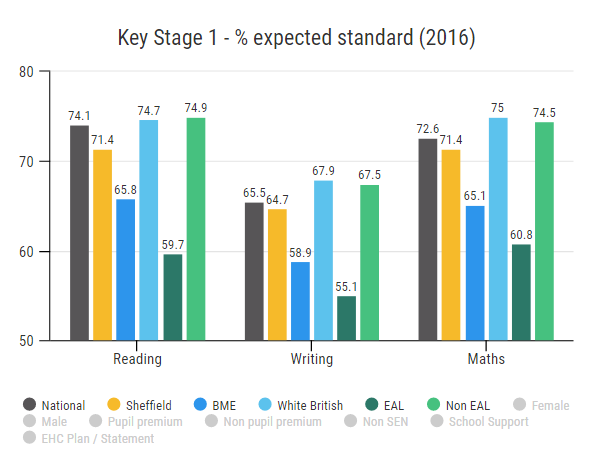 Key Stage 1 - % expected standard (2016)
80
74.1 71.4 65.8 74.7 59.7 74.9
65.5 64.7 58.9 67.9 55.1 67.5
72.6 71.4 65.1 75 60.8 74.5
70
60
50
Reading Writing Maths
National Sheffield BME White British EAL Non EAL Female
Male Pupil premium Non pupil premium Non SEN School Support
EHC Plan / Statement